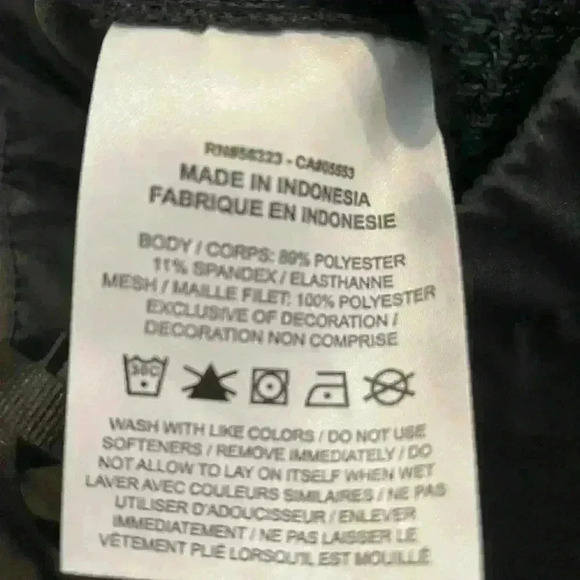 RN#56323 - CA#05553
MADE IN INDONESIA
FABRIQUE EN INDONESIE
BODY / CORPS: 89% POLYESTER
11% SPANDEX / ELASTHANNE
MESH / MAILLE FILET: 100% POLYESTER
EXCLUSIVE OF DECORATION /
DECORATION NON COMPRISE
30C
WASH WITH LIKE COLORS / DO NOT USE
SOFTENERS / REMOVE IMMEDIATELY / DO
NOT ALLOW TO LAY ON ITSELF WHEN WET
LAVER AVEC COULEURS SIMILAIRES / NE PAS
UTILISER D'ADOUCISSEUR / ENLEVER
IMMEDIATEMENT / NE PAS LAISSER LE
VÊTEMENT PLIÉ LORSQU'IL EST MOUILLÉ